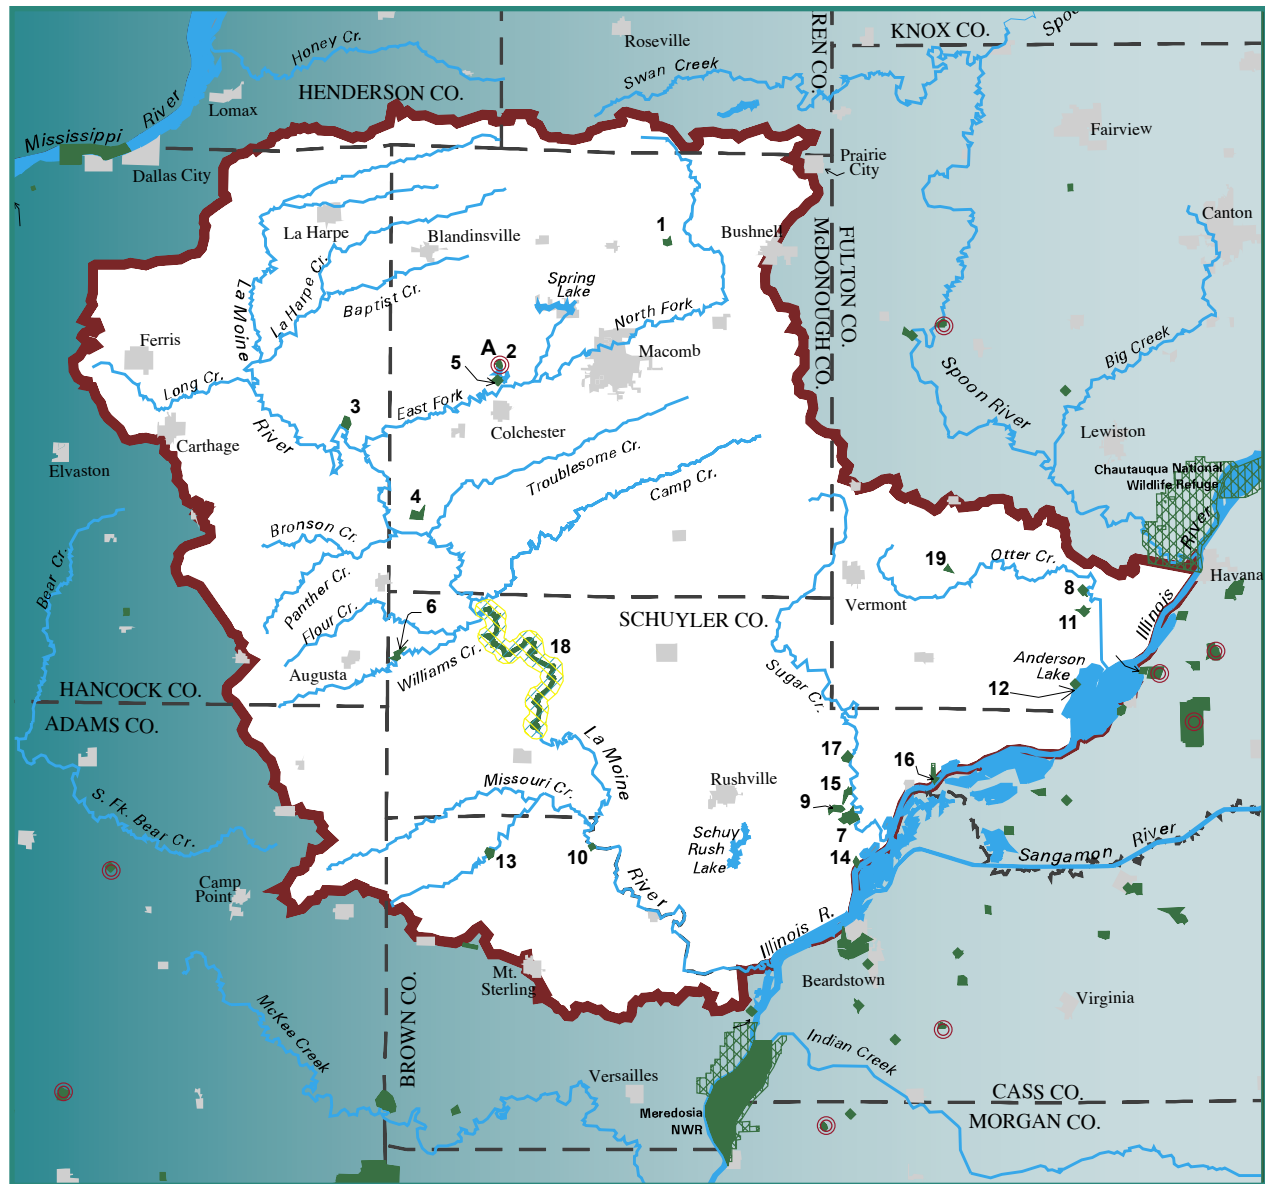 Honey Cr.
Roseville
Swan Creek
REN CO.
KNOX CO.
Spoo
HENDERSON CO.
Lomax
Mississippi River
Dallas City
Fairview
Prairie
City
Canton
La Harpe
Blandinsville
1
Bushnell
McDONOUGH CO.
FULTON CO.
Spring
Lake
La Moine
La Harpe Cr.
Baptist Cr.
North Fork
Ferris
A
2
5
Macomb
Big Creek
Long Cr.
East Fork
Spoon River
3
River
Colchester
Carthage
Lewiston
Elvaston
Troublesome Cr.
Camp Cr.
Chautauqua National
Wildlife Refuge
4
Bronson Cr.
River
Bear Cr.
Panther Cr.
Otter Cr.
19
8
Havana
Flour Cr.
6
Vermont
11
Illinois
SCHUYLER CO.
18
Augusta
Williams Cr.
Sugar Cr.
Anderson
Lake
12
HANCOCK CO.
ADAMS CO.
La Moine
17
16
Missouri Cr.
Rushville
15
9
S. Fk. Bear Cr.
Schuy
Rush
Lake
7
River
13
10
14
Sangamon
Camp
Point
River
Illinois R.
Mt.
Sterling
Beardstown
Virginia
McKee Creek
BROWN CO.
Indian Creek
Versailles
CASS CO.
Meredosia
NWR
MORGAN CO.